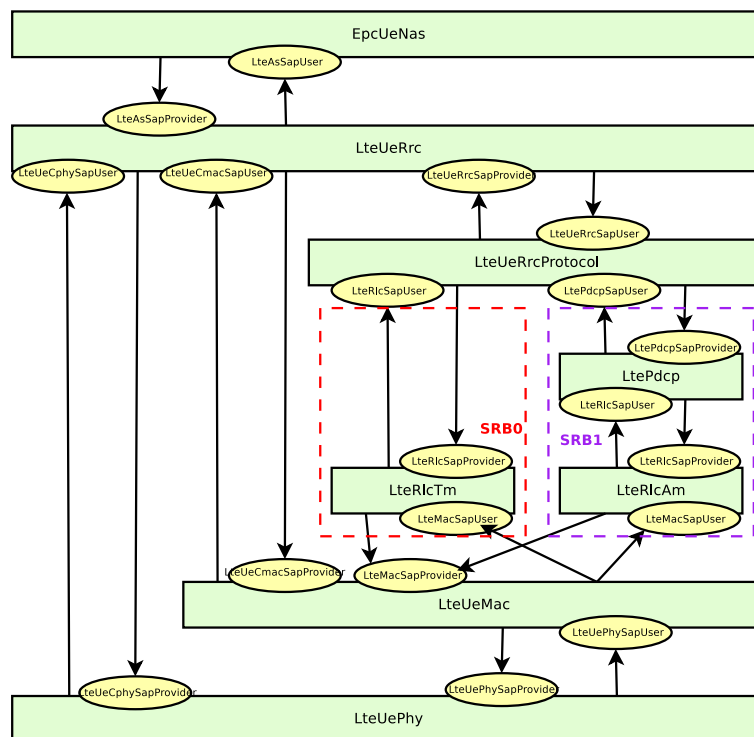 EpcUeNas
LteAsSapUser
LteAsSapProvider
LteUeRrc
LteUeCphySapUser
LteUeCmacSapUser
LteUeRrcSapProvider
LteUeRrcSapUser
LteUeRrcProtocol
LteRlcSapUser
LtePdcpSapUser
LtePdcpSapProvider
LtePdcp
LteRlcSapUser
SRB0
SRB1
LteRlcSapProvider
LteRlcSapProvider
LteRlcTm
LteRlcAm
LteMacSapUser
LteMacSapUser
LteUeCmacSapProvider
LteMacSapProvider
LteUeMac
LteUePhySapUser
LteUeCphySapProvider
LteUePhySapProvider
LteUePhy